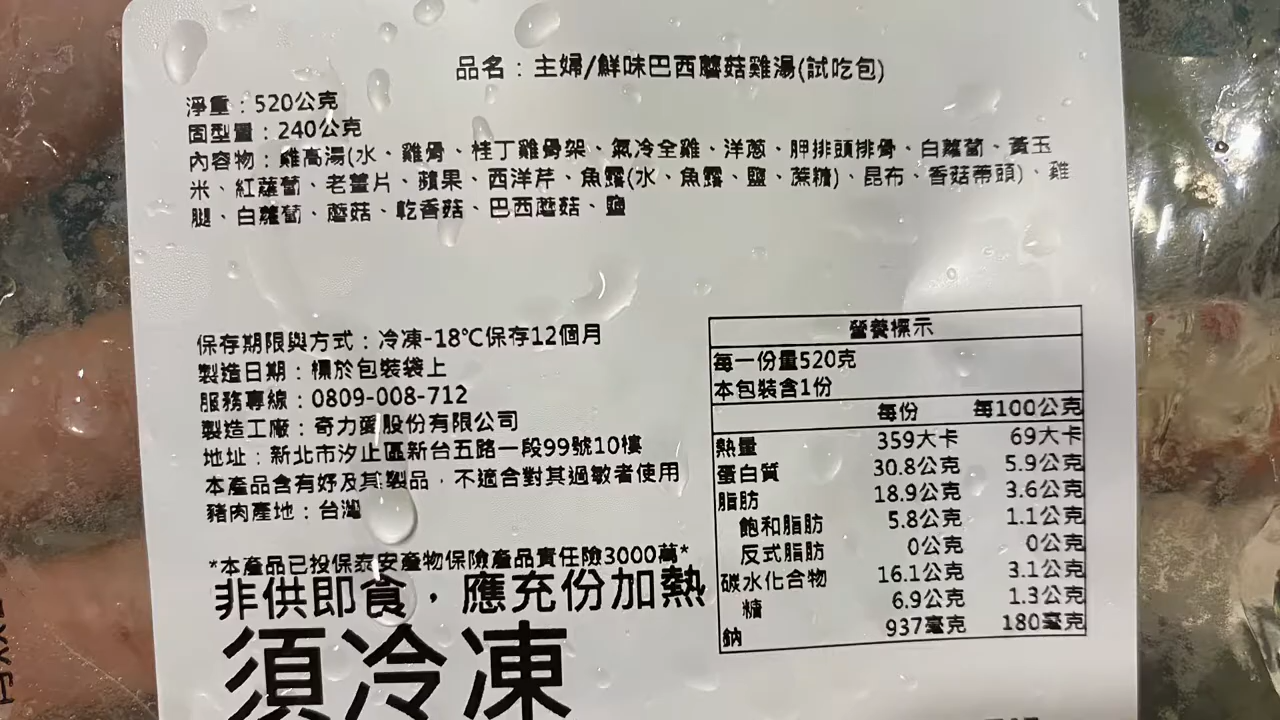 品名：主婦/鮮味巴西蘑菇雞湯(試吃包)
淨重：520公克
固型量：240公克
內容物：雞高湯(水、雞骨、桂丁雞骨架、氣冷全雞、洋蔥、胛排頭排骨、白蘿蔔、黃玉
米、紅蘿蔔、老薑片、蘋果、西洋芹、魚露(水、魚露、鹽、蔗糖)、昆布、香菇蒂頭)、雞
腿、白蘿蔔、蘑菇、乾香菇、巴西蘑菇、鹽
保存期限與方式：冷凍-18℃保存12個月
製造日期：標於包裝袋上
服務專線：0809-008-712
製造工廠：奇力愛股份有限公司
地址：新北市汐止區新台五路一段99號10樓
本產品含有魚及其製品，不適合對其過敏者使用
豬肉產地：台灣
*本產品已投保泰安產物保險產品責任險3000萬*
非供即食，應充份加熱
須冷凍
營養標示
每一份量520克
本包裝含1份
每份 每100公克
熱量 359大卡 69大卡
蛋白質 30.8公克 5.9公克
脂肪 18.9公克 3.6公克
飽和脂肪 5.8公克 1.1公克
反式脂肪 0公克 0公克
碳水化合物 16.1公克 3.1公克
糖 6.9公克 1.3公克
鈉 937毫克 180毫克